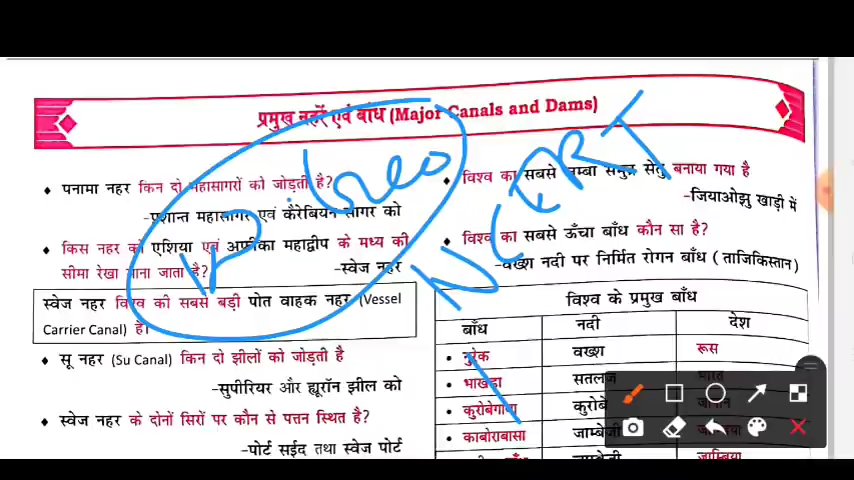 प्रमुख नहरें एवं बांध (Major Canals and Dams)
पनामा नहर किन दो महासागरों को जोड़ती है?
-प्रशान्त महासागर एवं कैरेबियन सागर को
किस नहर को एशिया एवं अफ्रीका महाद्वीप के मध्य की
सीमा रेखा माना जाता है?
-स्वेज नहर
स्वेज नहर विश्व की सबसे बड़ी पोत वाहक नहर (Vessel
Carrier Canal) है।
सू नहर (Su Canal) किन दो झीलों को जोड़ती है
-सुपीरियर और ह्यूरॉन झील को
स्वेज नहर के दोनों सिरों पर कौन से पत्तन स्थित है?
-पोर्ट सईद तथा स्वेज पोर्ट
विश्व का सबसे लम्बा समुद्र सेतु बनाया गया है
-जियाओझु खाड़ी में
विश्व का सबसे ऊँचा बाँध कौन सा है?
-वख्श नदी पर निर्मित रोगन बाँध (ताजिकिस्तान)
विश्व के प्रमुख बाँध
बाँध नदी देश
नुरेक वख्श रूस
भाखड़ा सतलज भारत
कुरोबेगावा कुरोबे जापान
काबोराबासा जाम्बेजी
जाम्बिया
NCERT